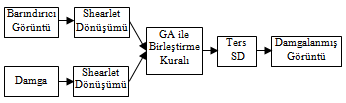 Barındırıcı
Görüntü
Shearlet
Dönüşümü
GA ile
Birleştirme
Kuralı
Ters
SD
Damgalanmış
Görüntü
Damga
Shearlet
Dönüşümü